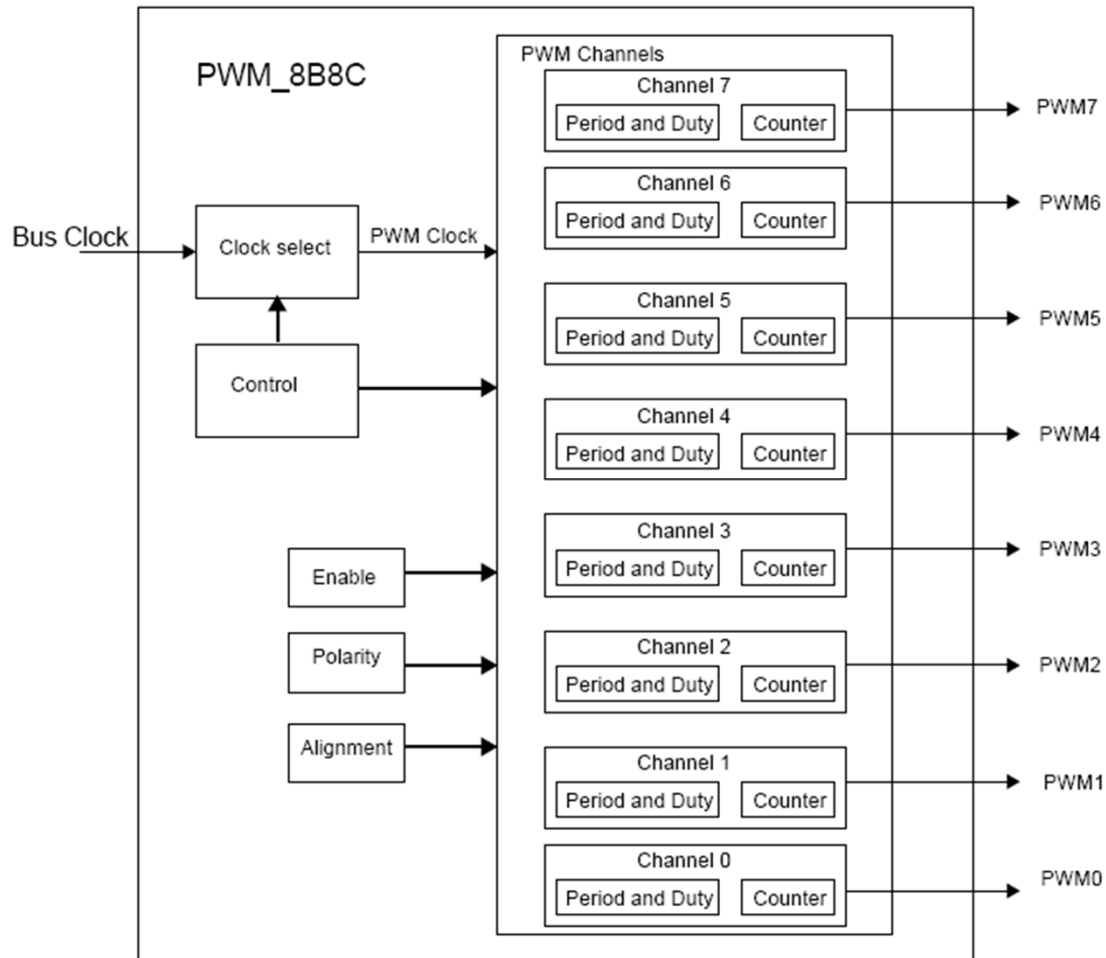 PWM_8B8C
PWM Channels
Channel 7
Period and Duty
Counter
PWM7
Channel 6
Period and Duty
Counter
PWM6
Bus Clock
Clock select
PWM Clock
Channel 5
Period and Duty
Counter
PWM5
Control
Channel 4
Period and Duty
Counter
PWM4
Channel 3
Period and Duty
Counter
PWM3
Enable
Channel 2
Period and Duty
Counter
PWM2
Polarity
Alignment
Channel 1
Period and Duty
Counter
PWM1
Channel 0
Period and Duty
Counter
PWM0